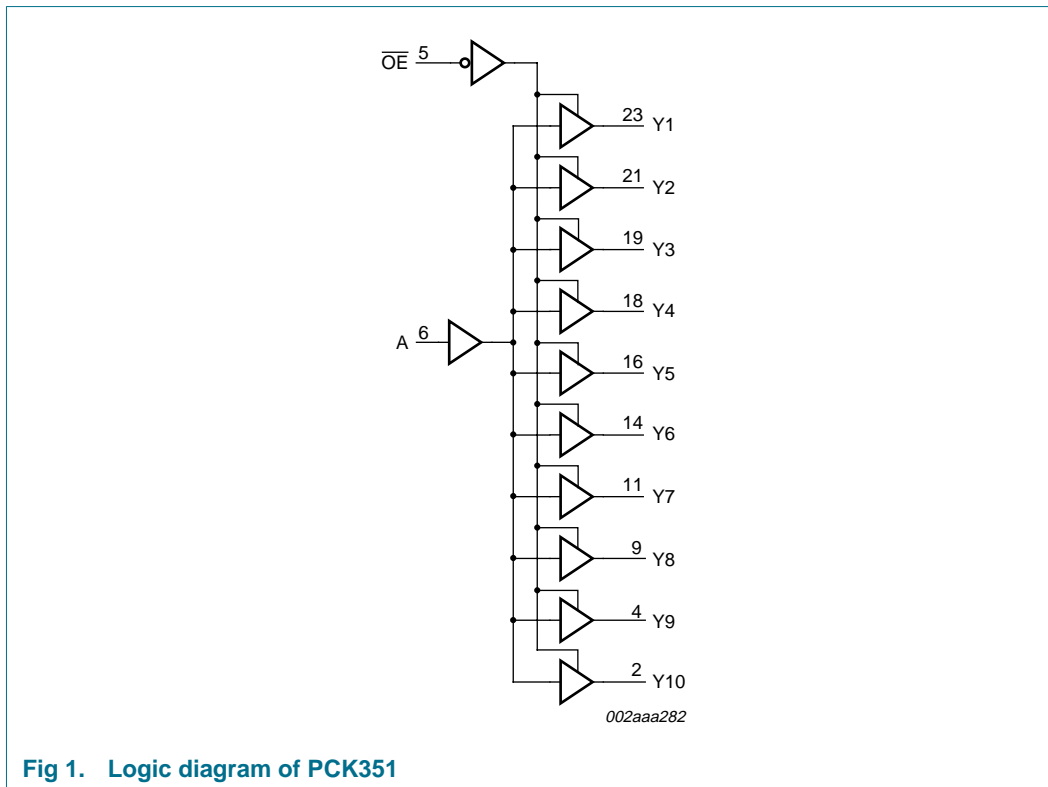 O̅E̅ 5
23 Y1
21 Y2
19 Y3
18 Y4
A 6
16 Y5
14 Y6
11 Y7
9 Y8
4 Y9
2 Y10
002aaa282
Fig 1. Logic diagram of PCK351